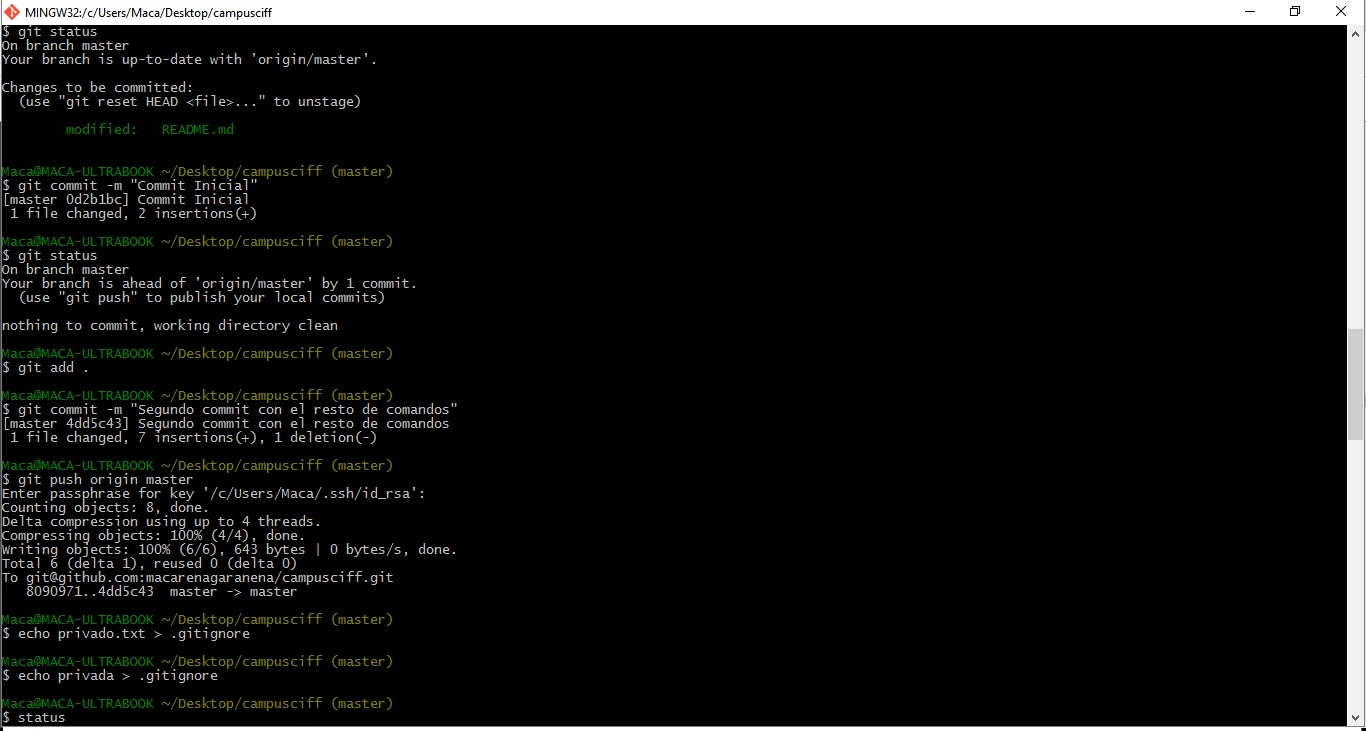 MINGW32:/c/Users/Maca/Desktop/campusciff
$ git status
On branch master
Your branch is up-to-date with 'origin/master'.
Changes to be committed:
  (use "git reset HEAD <file>..." to unstage)
        modified:   README.md
Maca@MACA-ULTRABOOK ~/Desktop/campusciff (master)
$ git commit -m "Commit Inicial"
[master 0d2b1bc] Commit Inicial
 1 file changed, 2 insertions(+)
Maca@MACA-ULTRABOOK ~/Desktop/campusciff (master)
$ git status
On branch master
Your branch is ahead of 'origin/master' by 1 commit.
  (use "git push" to publish your local commits)
nothing to commit, working directory clean
Maca@MACA-ULTRABOOK ~/Desktop/campusciff (master)
$ git add .
Maca@MACA-ULTRABOOK ~/Desktop/campusciff (master)
$ git commit -m "Segundo commit con el resto de comandos"
[master 4dd5c43] Segundo commit con el resto de comandos
 1 file changed, 7 insertions(+), 1 deletion(-)
Maca@MACA-ULTRABOOK ~/Desktop/campusciff (master)
$ git push origin master
Enter passphrase for key '/c/Users/Maca/.ssh/id_rsa':
Counting objects: 8, done.
Delta compression using up to 4 threads.
Compressing objects: 100% (4/4), done.
Writing objects: 100% (6/6), 643 bytes | 0 bytes/s, done.
Total 6 (delta 1), reused 0 (delta 0)
To git@github.com:macarenagaranena/campusciff.git
   8090971..4dd5c43  master -> master
Maca@MACA-ULTRABOOK ~/Desktop/campusciff (master)
$ echo privado.txt > .gitignore
Maca@MACA-ULTRABOOK ~/Desktop/campusciff (master)
$ echo privada > .gitignore
Maca@MACA-ULTRABOOK ~/Desktop/campusciff (master)
$ status